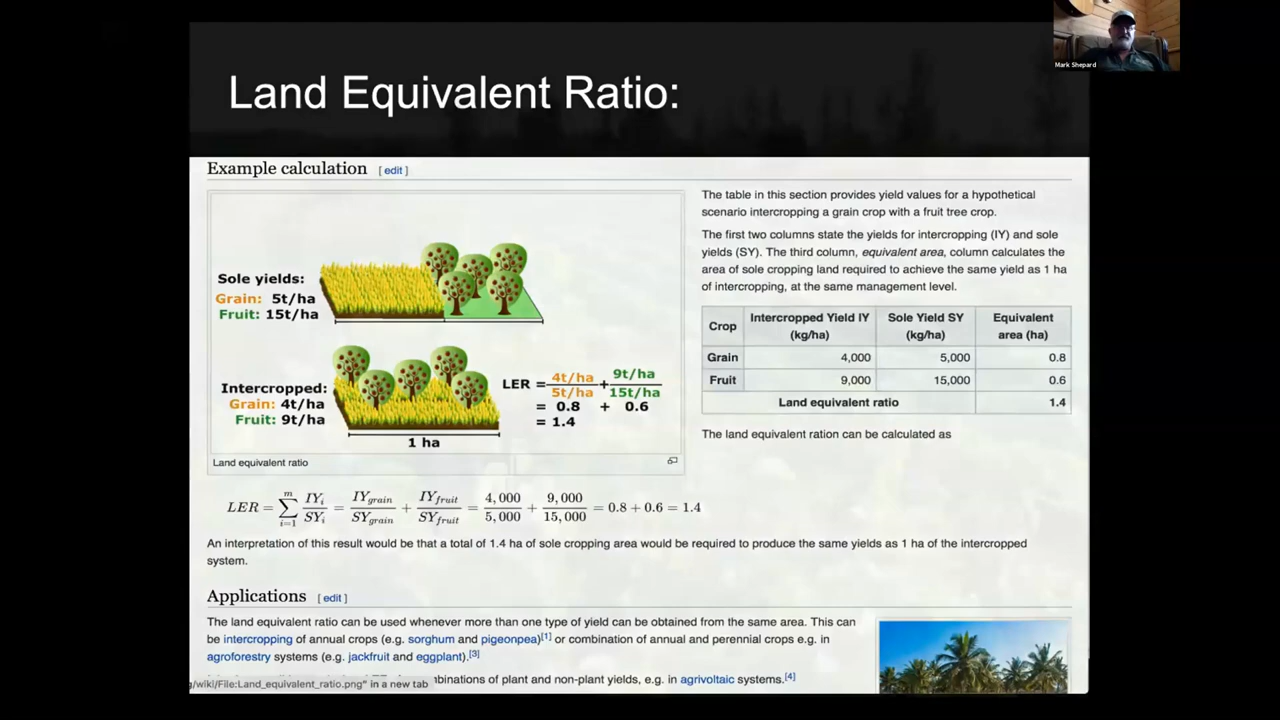 Mark Shepard
Land Equivalent Ratio:
Example calculation [ edit ]
Sole yields:
Grain: 5t/ha
Fruit: 15t/ha
Intercropped:
Grain: 4t/ha
Fruit: 9t/ha
1 ha
LER = 4t/ha / 5t/ha + 9t/ha / 15t/ha
= 0.8 + 0.6
= 1.4
Land equivalent ratio
The table in this section provides yield values for a hypothetical
scenario intercropping a grain crop with a fruit tree crop.
The first two columns state the yields for intercropping (IY) and sole
yields (SY). The third column, equivalent area, column calculates the
area of sole cropping land required to achieve the same yield as 1 ha
of intercropping, at the same management level.
Crop Intercropped Yield IY (kg/ha) Sole Yield SY (kg/ha) Equivalent area (ha)
Grain 4,000 5,000 0.8
Fruit 9,000 15,000 0.6
Land equivalent ratio 1.4
The land equivalent ration can be calculated as
LER = ∑_{i=1}^{m} IY_i / SY_i = IY_grain / SY_grain + IY_fruit / SY_fruit = 4,000 / 5,000 + 9,000 / 15,000 = 0.8 + 0.6 = 1.4
An interpretation of this result would be that a total of 1.4 ha of sole cropping area would be required to produce the same yields as 1 ha of the intercropped
system.
Applications [ edit ]
The land equivalent ratio can be used whenever more than one type of yield can be obtained from the same area. This can
be intercropping of annual crops (e.g. sorghum and pigeonpea)[1] or combination of annual and perennial crops e.g. in
agroforestry systems (e.g. jackfruit and eggplant).[3]
of plant and non-plant yields, e.g. in agrivoltaic systems.[4]
/wiki/File:Land_equivalent_ratio.png" in a new tab